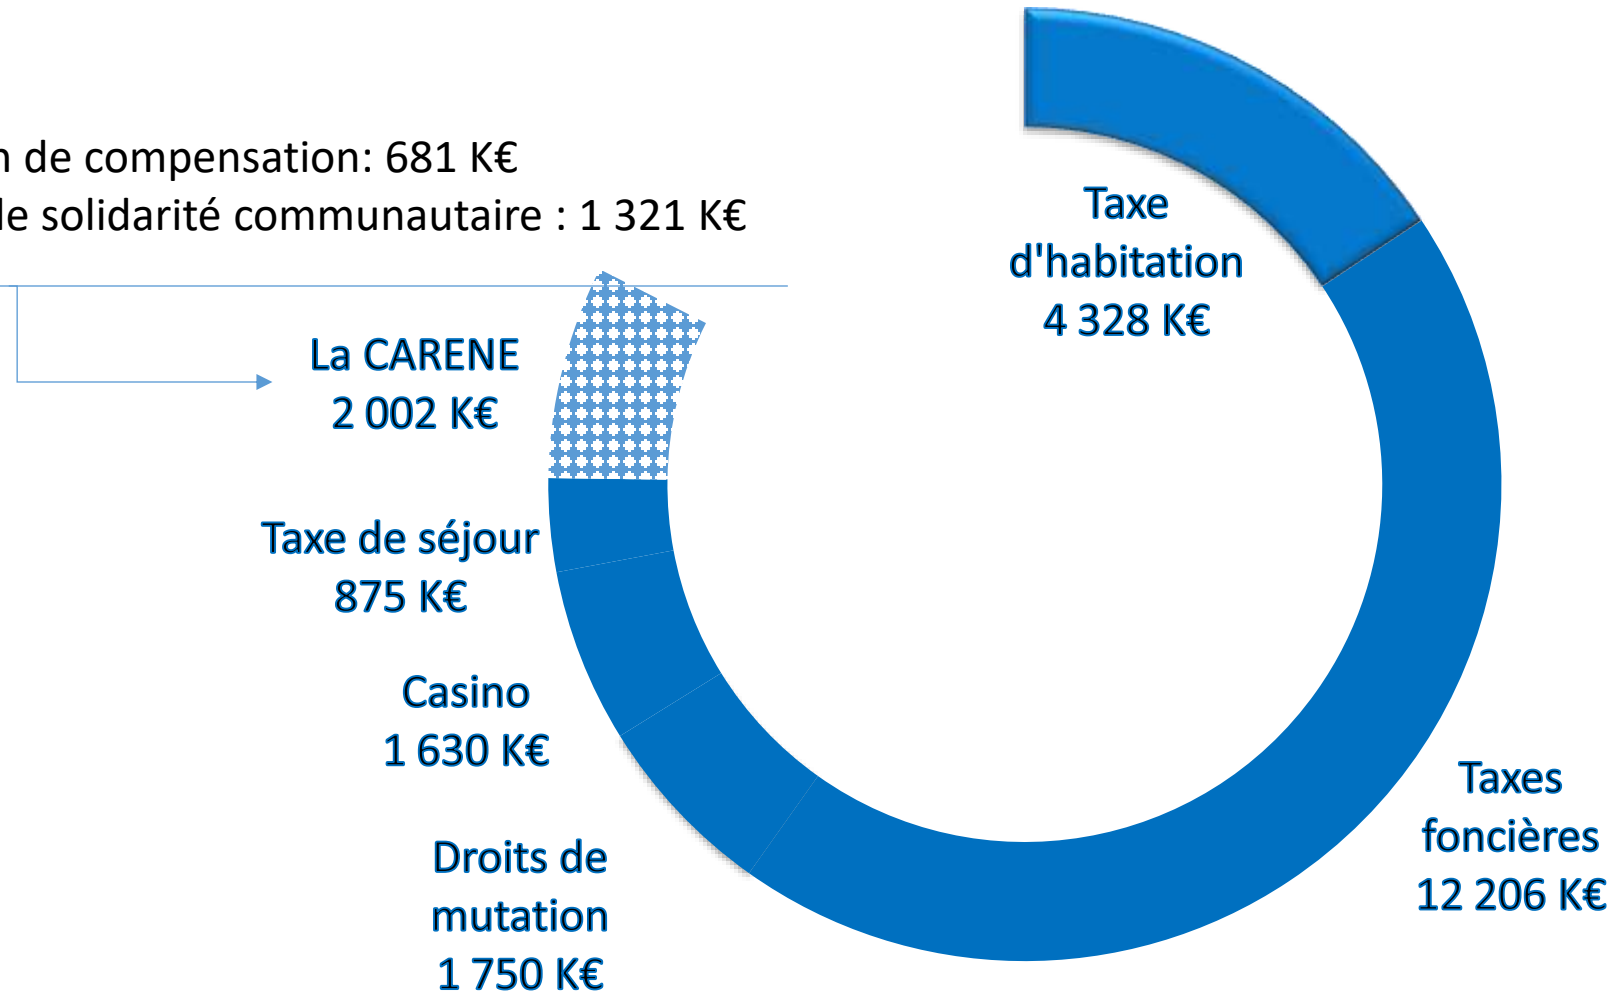 de compensation: 681 K€
de solidarité communautaire : 1 321 K€
Taxe
d'habitation
4 328 K€
La CARENE
2 002 K€
Taxe de séjour
875 K€
Casino
1 630 K€
Droits de
mutation
1 750 K€
Taxes
foncières
12 206 K€